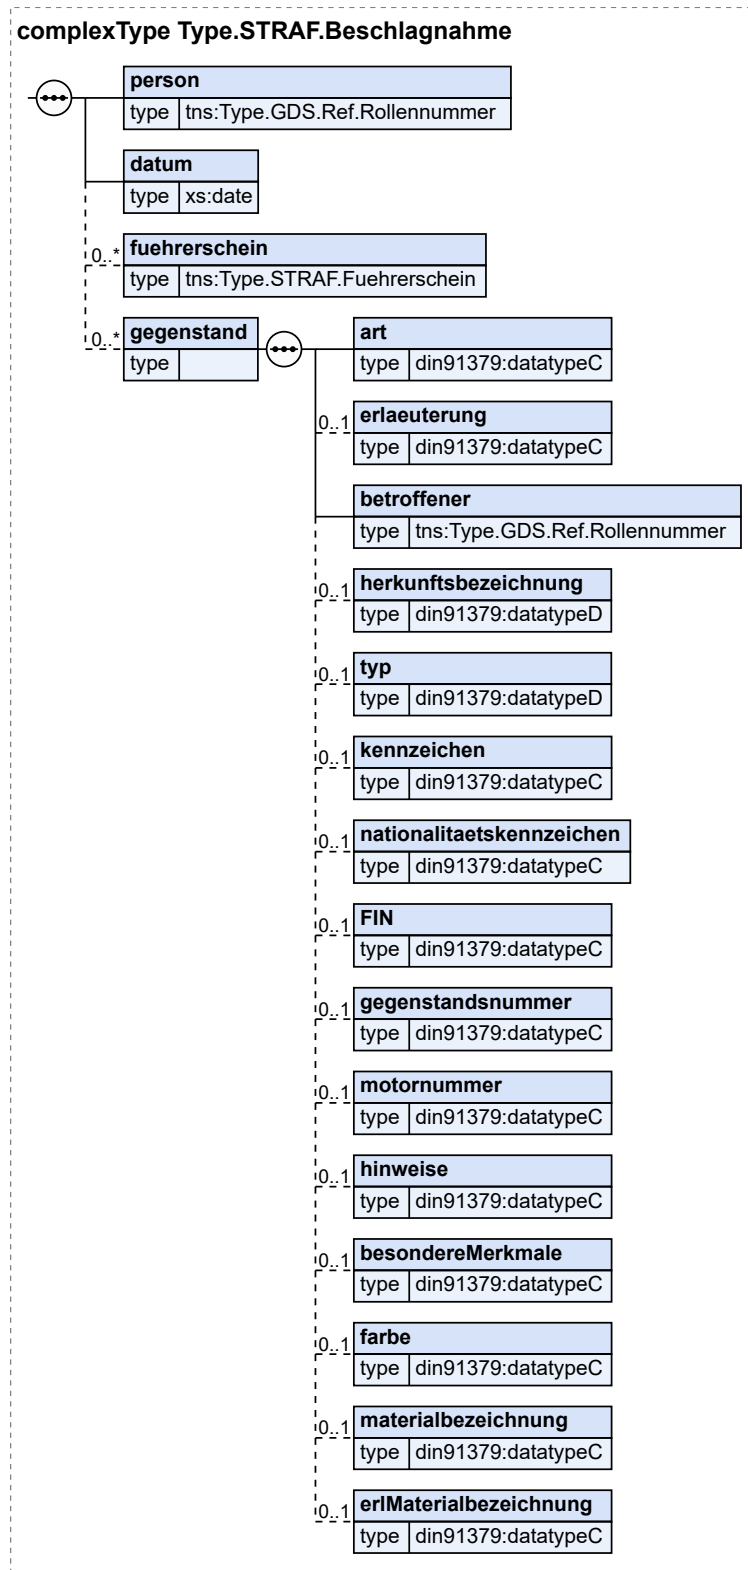 complexType Type.STRAF.Beschlagnahme
person
type tns:Type.GDS.Ref.Rollennummer
datum
type xs:date
0..* fuehrerschein
type tns:Type.STRAF.Fuehrerschein
0..* gegenstand
type
art
type din91379:datatypeC
0..1 erlaeuterung
type din91379:datatypeC
betroffener
type tns:Type.GDS.Ref.Rollennummer
0..1 herkunftsbezeichnung
type din91379:datatypeD
0..1 typ
type din91379:datatypeD
0..1 kennzeichen
type din91379:datatypeC
0..1 nationalitaetskennzeichen
type din91379:datatypeC
0..1 FIN
type din91379:datatypeC
0..1 gegenstandsnummer
type din91379:datatypeC
0..1 motornummer
type din91379:datatypeC
0..1 hinweise
type din91379:datatypeC
0..1 besondereMerkmale
type din91379:datatypeC
0..1 farbe
type din91379:datatypeC
0..1 materialbezeichnung
type din91379:datatypeC
0..1 erlMaterialbezeichnung
type din91379:datatypeC